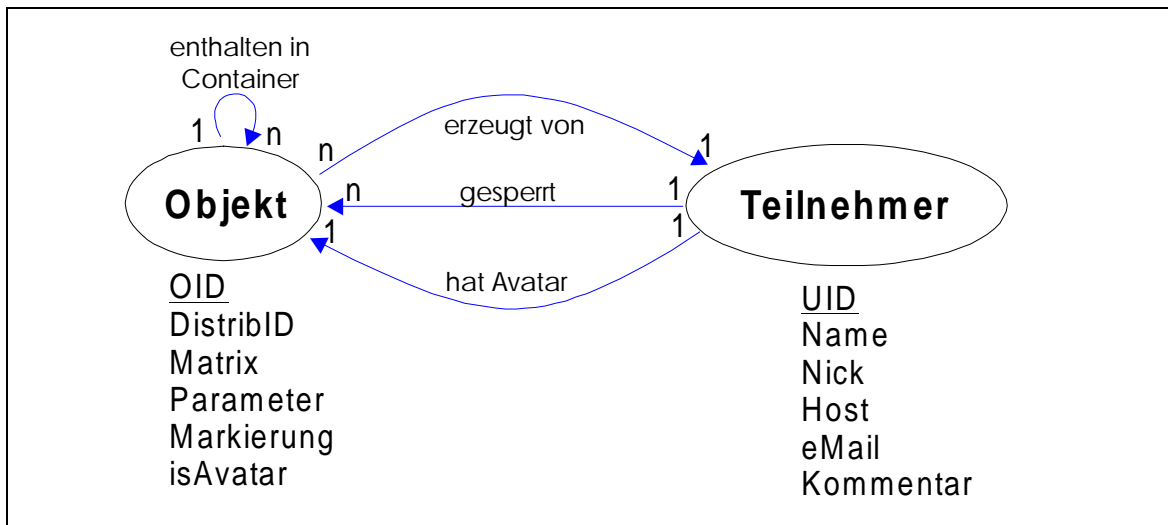 enthalten in
Container
1
n
n
erzeugt von
1
n
gesperrt
1
1
hat Avatar
1
Objekt
Teilnehmer
OID
DistribID
Matrix
Parameter
Markierung
isAvatar
UID
Name
Nick
Host
eMail
Kommentar